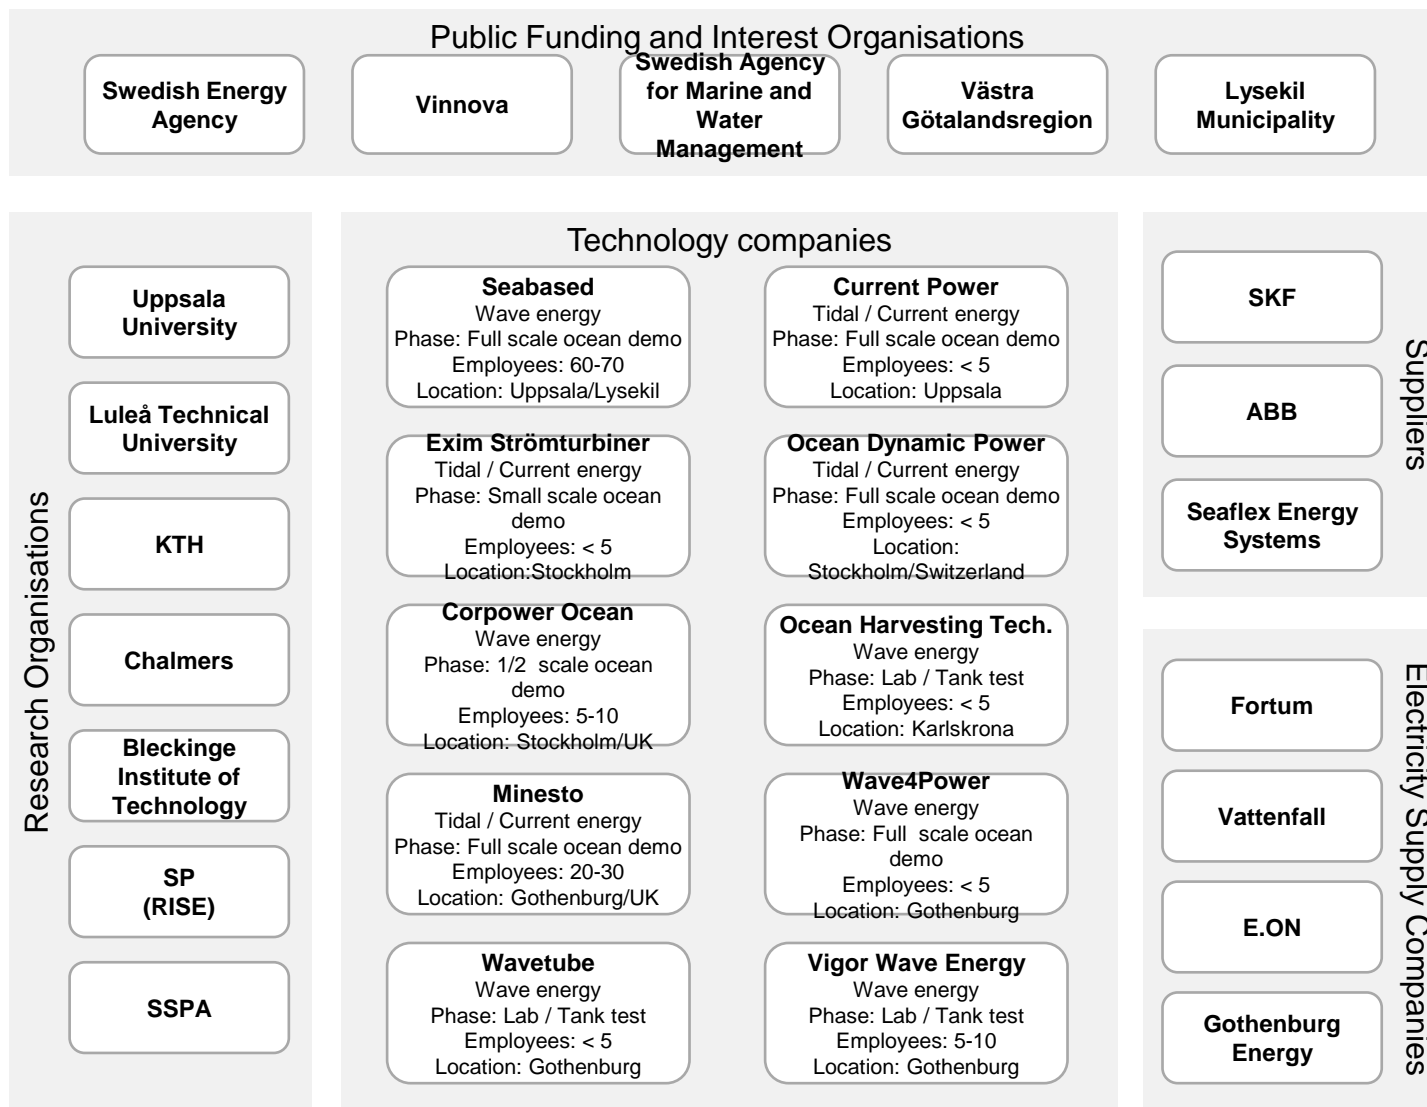 Public Funding and Interest Organisations
Swedish Energy
Agency
Vinnova
Swedish Agency
for Marine and
Water
Management
Västra
Götalandsregion
Lysekil
Municipality
Research Organisations
Uppsala
University
Luleå Technical
University
KTH
Chalmers
Bleckinge
Institute of
Technology
SP
(RISE)
SSPA
Technology companies
Seabased
Wave energy
Phase: Full scale ocean demo
Employees: 60-70
Location: Uppsala/Lysekil
Current Power
Tidal / Current energy
Phase: Full scale ocean demo
Employees: < 5
Location: Uppsala
Exim Strömturbiner
Tidal / Current energy
Phase: Small scale ocean
demo
Employees: < 5
Location:Stockholm
Ocean Dynamic Power
Tidal / Current energy
Phase: Full scale ocean demo
Employees: < 5
Location:
Stockholm/Switzerland
Corpower Ocean
Wave energy
Phase: 1/2 scale ocean
demo
Employees: 5-10
Location: Stockholm/UK
Ocean Harvesting Tech.
Wave energy
Phase: Lab / Tank test
Employees: < 5
Location: Karlskrona
Minesto
Tidal / Current energy
Phase: Full scale ocean demo
Employees: 20-30
Location: Gothenburg/UK
Wave4Power
Wave energy
Phase: Full scale ocean
demo
Employees: < 5
Location: Gothenburg
Wavetube
Wave energy
Phase: Lab / Tank test
Employees: < 5
Location: Gothenburg
Vigor Wave Energy
Wave energy
Phase: Lab / Tank test
Employees: 5-10
Location: Gothenburg
Suppliers
SKF
ABB
Seaflex Energy
Systems
Electricity Supply Companies
Fortum
Vattenfall
E.ON
Gothenburg
Energy